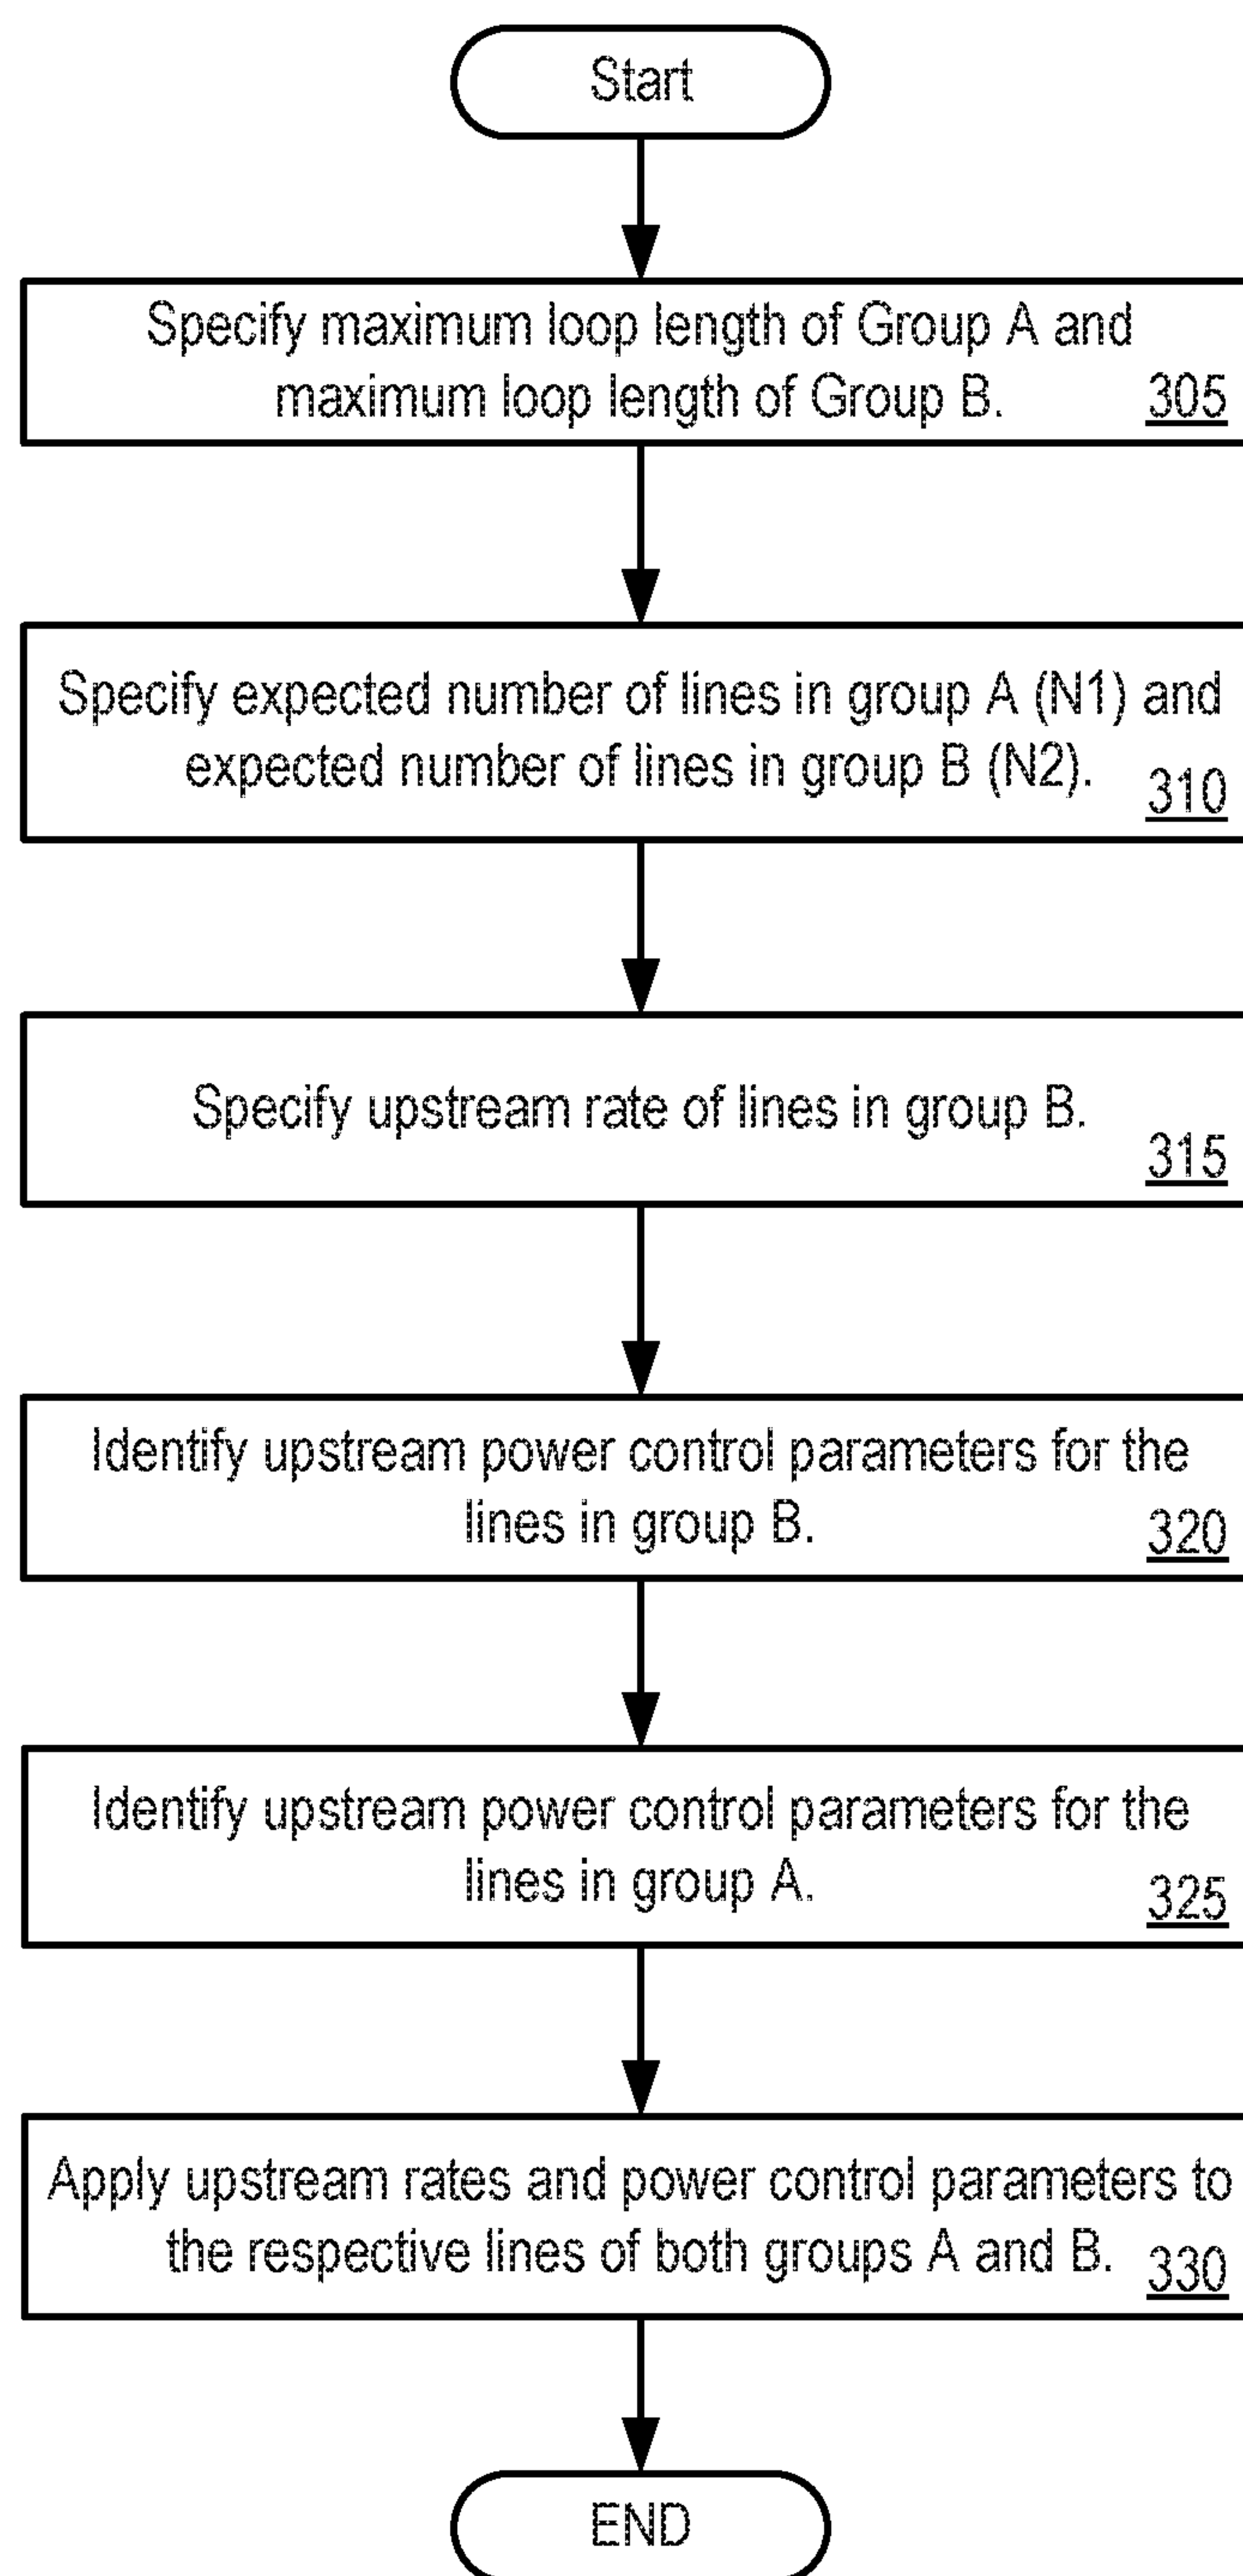 Start
Specify maximum loop length of Group A and
maximum loop length of Group B.
305
Specify expected number of lines in group A (N1) and
expected number of lines in group B (N2).
310
Specify upstream rate of lines in group B.
315
Identify upstream power control parameters for the
lines in group B.
320
Identify upstream power control parameters for the
lines in group A.
325
Apply upstream rates and power control parameters to
the respective lines of both groups A and B.
330
END